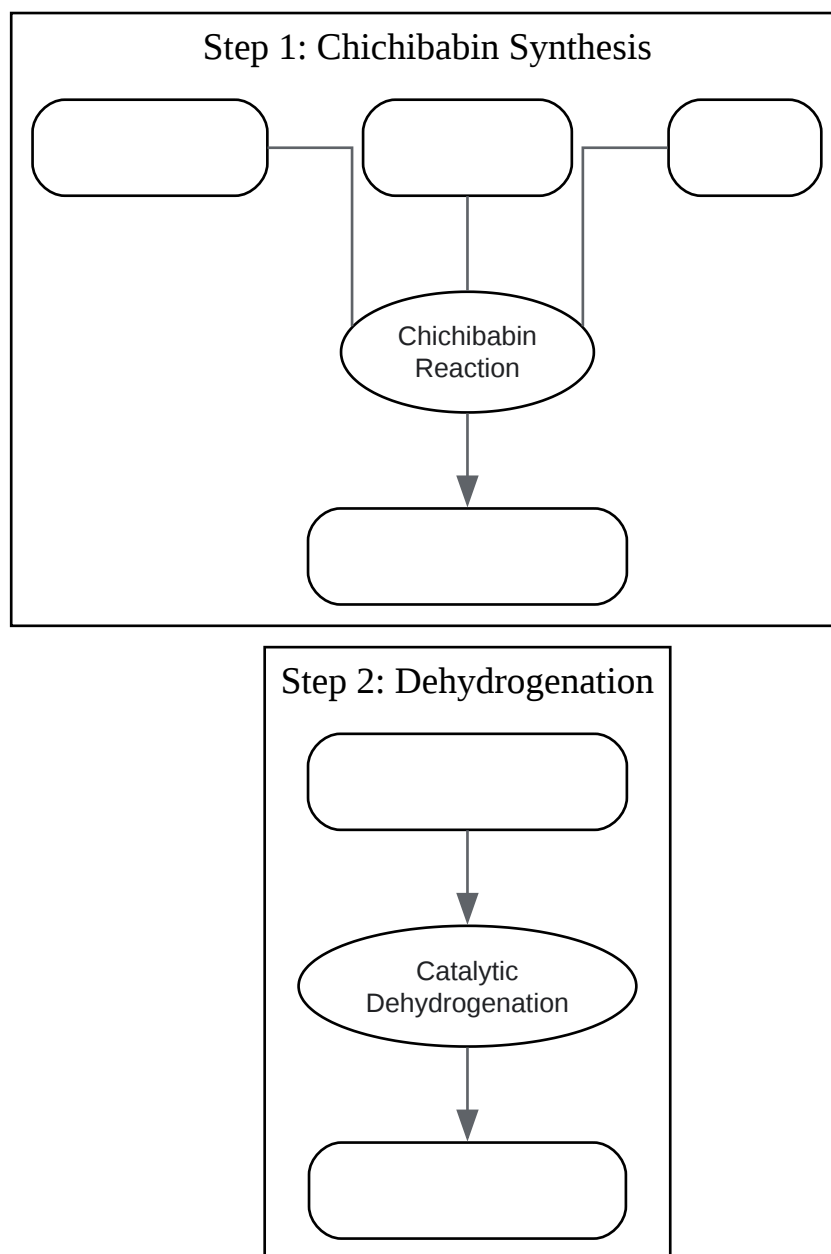 Step 1: Chichibabin Synthesis
Chichibabin
Reaction
Step 2: Dehydrogenation
Catalytic
Dehydrogenation